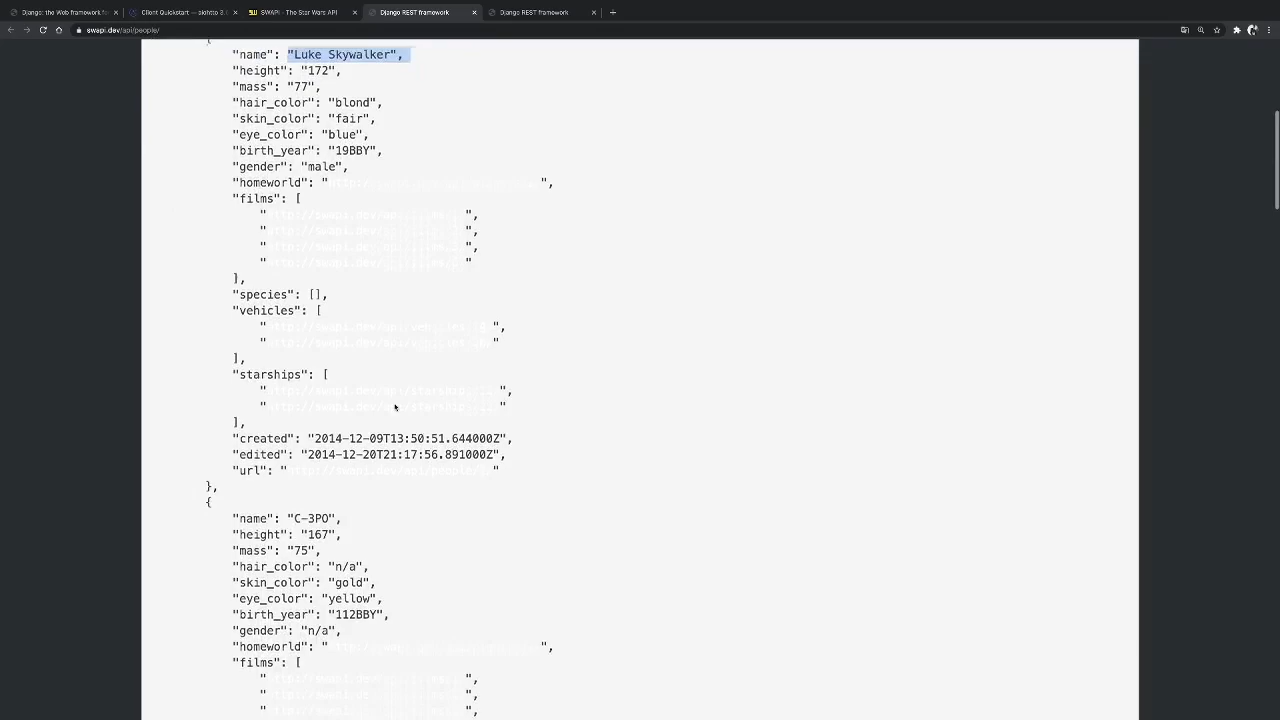 Django: the Web framework fo
Client Quickstart — aiohttp 3.
SWAPI - The Star Wars API
Django REST framework
Django REST framework
swapi.dev/api/people/
{
"name": "Luke Skywalker",
"height": "172",
"mass": "77",
"hair_color": "blond",
"skin_color": "fair",
"eye_color": "blue",
"birth_year": "19BBY",
"gender": "male",
"homeworld": " ",
"films": [
" ",
" ",
" ",
" "
],
"species": [],
"vehicles": [
" ",
" "
],
"starships": [
" ",
" "
],
"created": "2014-12-09T13:50:51.644000Z",
"edited": "2014-12-20T21:17:56.891000Z",
"url": " "
},
{
"name": "C-3PO",
"height": "167",
"mass": "75",
"hair_color": "n/a",
"skin_color": "gold",
"eye_color": "yellow",
"birth_year": "112BBY",
"gender": "n/a",
"homeworld": " ",
"films": [
" ",
" ",
" ",